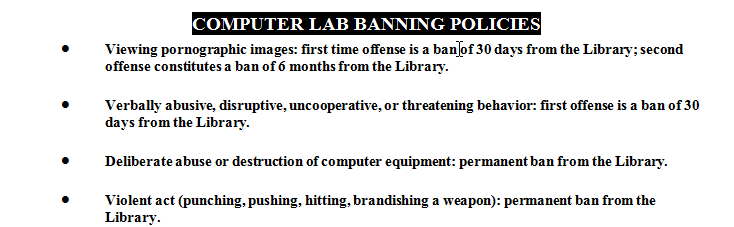 COMPUTER LAB BANNING POLICIES
• Viewing pornographic images: first time offense is a ban of 30 days from the Library; second
offense constitutes a ban of 6 months from the Library.
• Verbally abusive, disruptive, uncooperative, or threatening behavior: first offense is a ban of 30
days from the Library.
• Deliberate abuse or destruction of computer equipment: permanent ban from the Library.
• Violent act (punching, pushing, hitting, brandishing a weapon): permanent ban from the
Library.